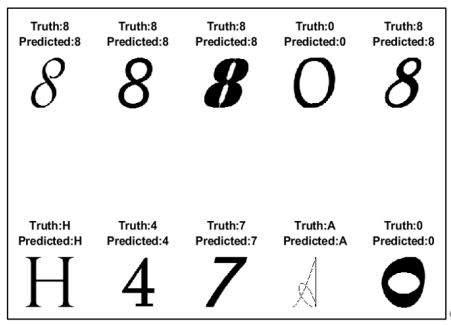 Truth:8 Truth:8 Truth:8 Truth:0 Truth:8
Predicted:8 Predicted:8 Predicted:8 Predicted:0 Predicted:8
8 8 8 0 8
Truth:H Truth:4 Truth:7 Truth:A Truth:0
Predicted:H Predicted:4 Predicted:7 Predicted:A Predicted:0
H 4 7 A 0